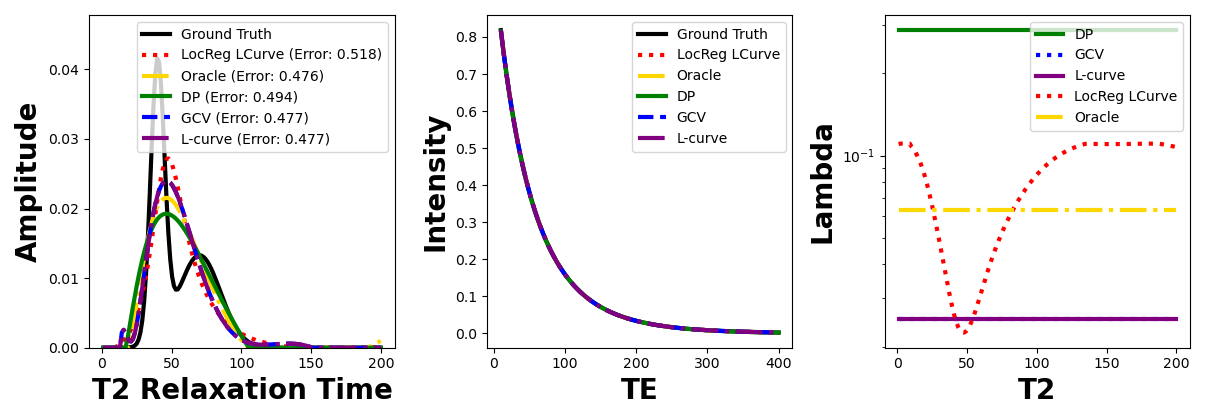 Amplitude
0.04
0.03
0.02
0.01
0.00
Ground Truth
LocReg LCurve (Error: 0.518)
Oracle (Error: 0.476)
DP (Error: 0.494)
GCV (Error: 0.477)
L-curve (Error: 0.477)
0 50 100 150 200
T2 Relaxation Time
Intensity
0.8
0.7
0.6
0.5
0.4
0.3
0.2
0.1
0.0
Ground Truth
LocReg LCurve
Oracle
DP
GCV
L-curve
0 100 200 300 400
TE
Lambda
10⁻¹
DP
GCV
L-curve
LocReg LCurve
Oracle
0 50 100 150 200
T2